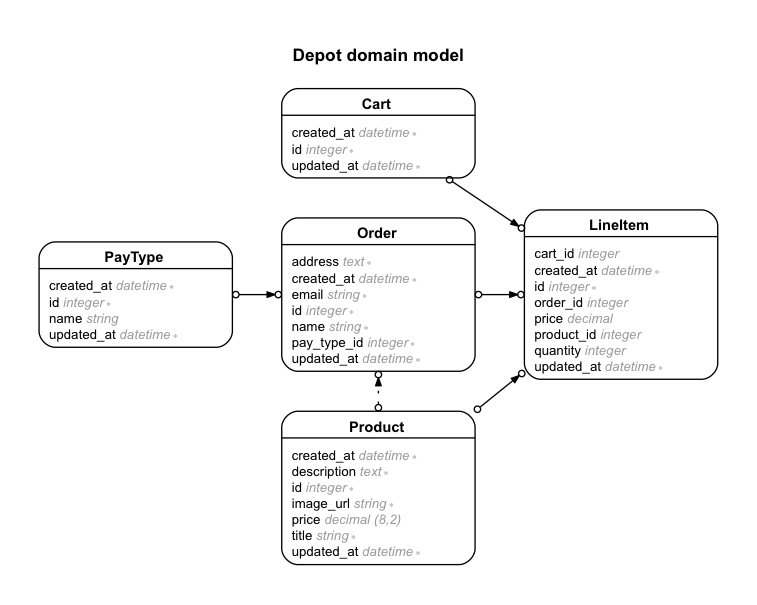 Depot domain model
Cart
created_at datetime *
id integer *
updated_at datetime *
Order
address text *
created_at datetime *
email string *
id integer *
name string *
pay_type_id integer *
updated_at datetime *
LineItem
cart_id integer
created_at datetime *
id integer *
order_id integer
price decimal
product_id integer
quantity integer
updated_at datetime *
PayType
created_at datetime *
id integer *
name string
updated_at datetime *
Product
created_at datetime *
description text *
id integer *
image_url string *
price decimal (8,2)
title string *
updated_at datetime *